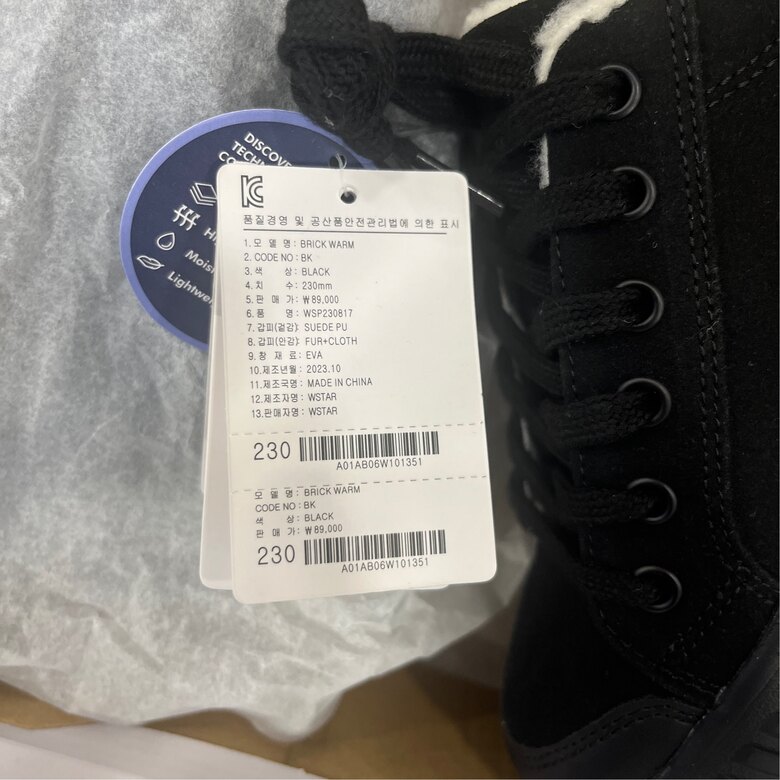 DISCOVE
TECHN
CO
Mois
Lightwe
품질경영 및 공산품안전관리법에 의한 표시
1. 모 델 명 : BRICK WARM
2. CODE NO : BK
3. 색 상 : BLACK
4. 치 수 : 230mm
5. 판 매 가 : ₩89,000
6. 품 명 : WSP230817
7. 갑피(겉감) : SUEDE PU
8. 갑피(안감) : FUR+CLOTH
9. 창 재 료 : EVA
10. 제조년월 : 2023.10
11. 제조국명 : MADE IN CHINA
12. 제조자명 : WSTAR
13. 판매자명 : WSTAR
230
A01AB06W101351
모 델 명 : BRICK WARM
CODE NO : BK
색 상 : BLACK
판 매 가 : ₩89,000
230
A01AB06W101351